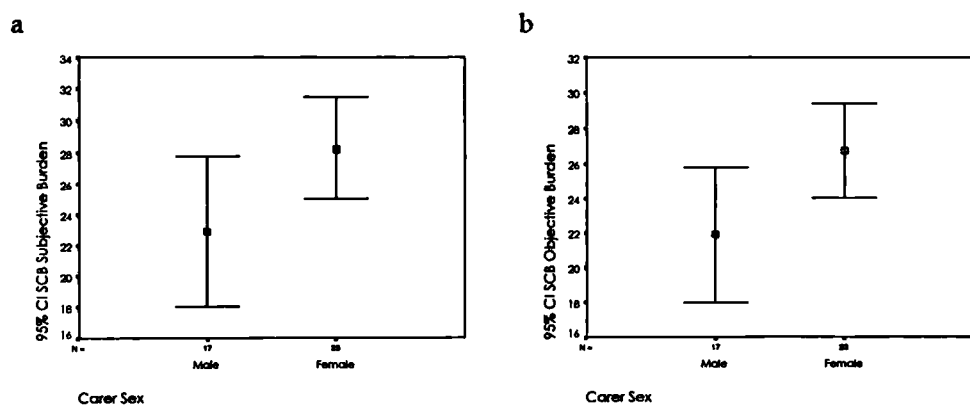 a
95% CI SCB Subjective Burden
34
32
30
28
26
24
22
20
18
16
N =
17
Male
Female
Carer Sex
b
95% CI SCB Objective Burden
32
30
28
26
24
22
20
18
16
N =
17
Male
Female
Carer Sex